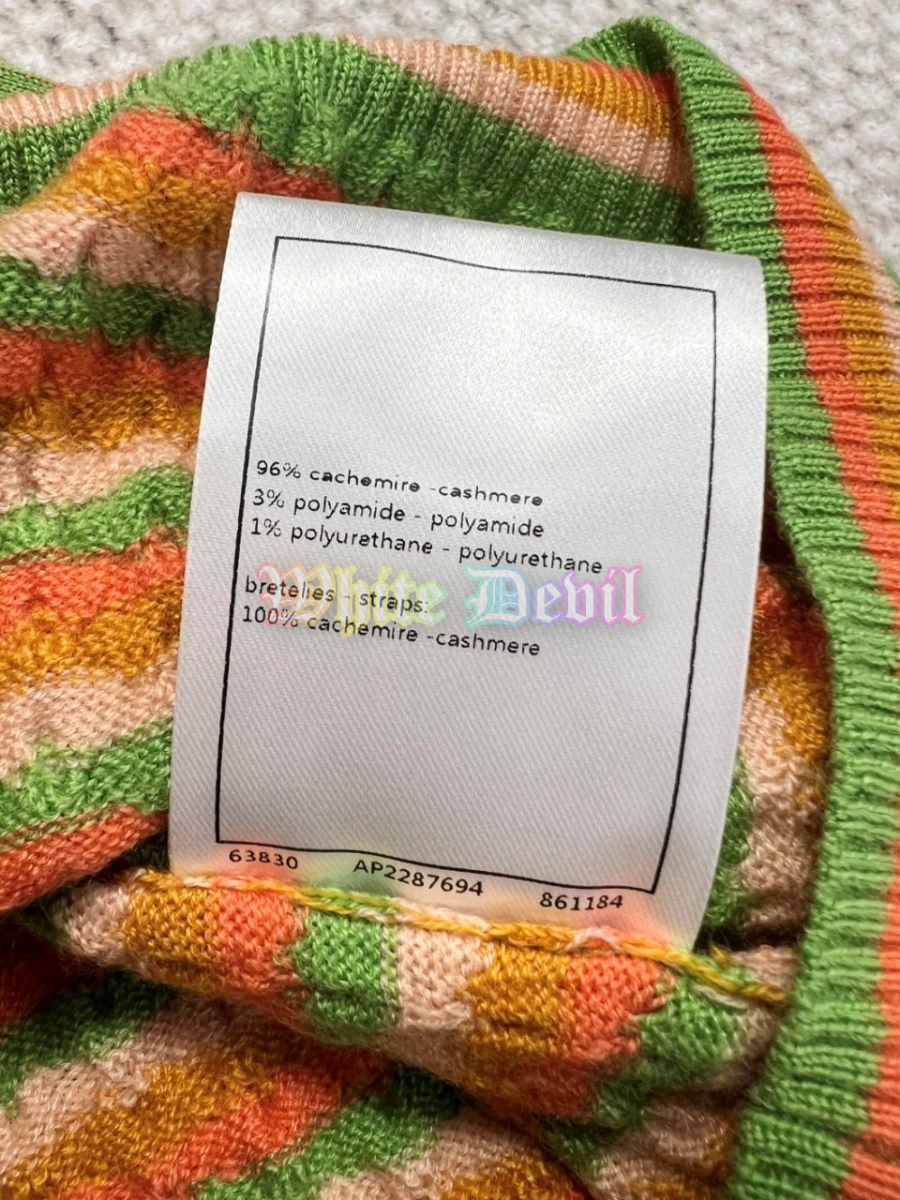 96% cachemire -cashmere
3% polyamide - polyamide
1% polyurethane - polyurethane
White Devil
bretelles - straps:
100% cachemire -cashmere
63830 AP2287694 861184